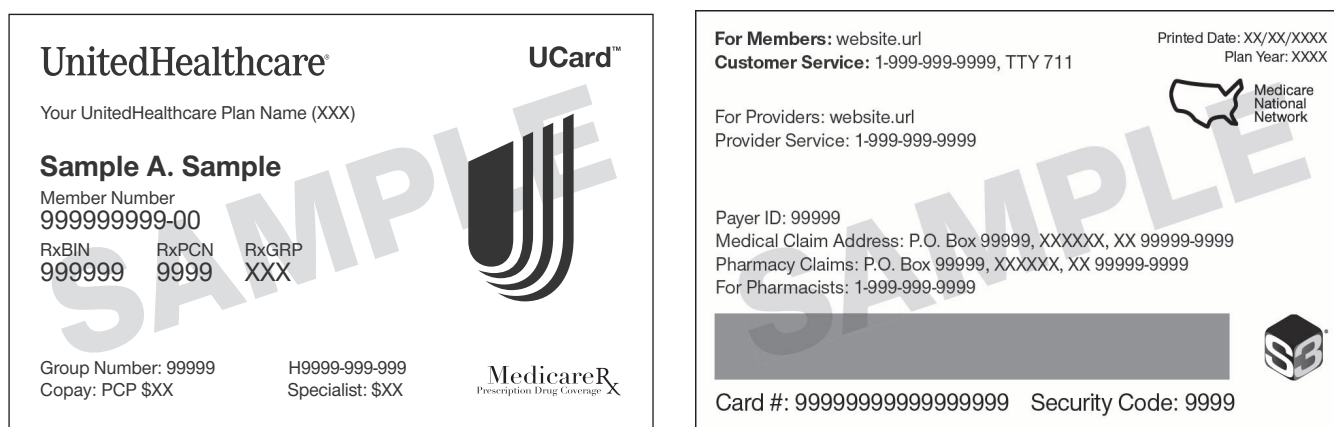 UnitedHealthcare®
UCard™
Your UnitedHealthcare Plan Name (XXX)
Sample A. Sample
Member Number
999999999-00
RxBIN RxPCN RxGRP
999999 9999 XXX
Group Number: 99999 H9999-999-999
Copay: PCP $XX Specialist: $XX
MedicareRx
Prescription Drug Coverage
SAMPLE
For Members: website.url
Customer Service: 1-999-999-9999, TTY 711
Printed Date: XX/XX/XXXX
Plan Year: XXXX
Medicare
National
Network
For Providers: website.url
Provider Service: 1-999-999-9999
Payer ID: 99999
Medical Claim Address: P.O. Box 99999, XXXXXX, XX 99999-9999
Pharmacy Claims: P.O. Box 99999, XXXXXX, XX 99999-9999
For Pharmacists: 1-999-999-9999
S3®
Card #: 99999999999999999 Security Code: 9999
SAMPLE